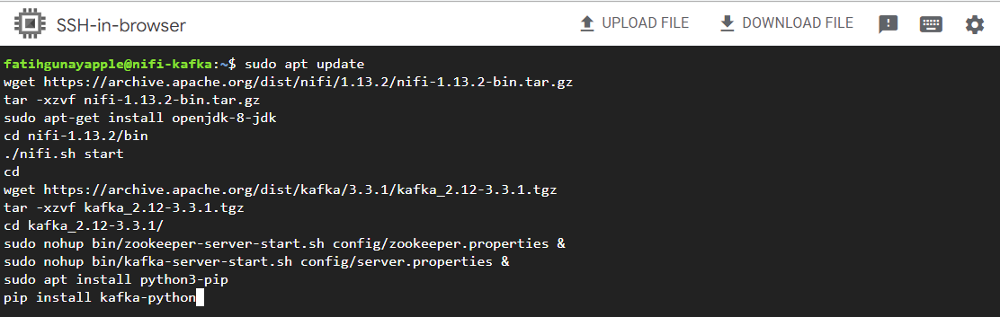 SSH-in-browser
UPLOAD FILE
DOWNLOAD FILE
fatihgunayapple@nifi-kafka:~$ sudo apt update
wget https://archive.apache.org/dist/nifi/1.13.2/nifi-1.13.2-bin.tar.gz
tar -xzvf nifi-1.13.2-bin.tar.gz
sudo apt-get install openjdk-8-jdk
cd nifi-1.13.2/bin
./nifi.sh start
cd
wget https://archive.apache.org/dist/kafka/3.3.1/kafka_2.12-3.3.1.tgz
tar -xzvf kafka_2.12-3.3.1.tgz
cd kafka_2.12-3.3.1/
sudo nohup bin/zookeeper-server-start.sh config/zookeeper.properties &
sudo nohup bin/kafka-server-start.sh config/server.properties &
sudo apt install python3-pip
pip install kafka-python